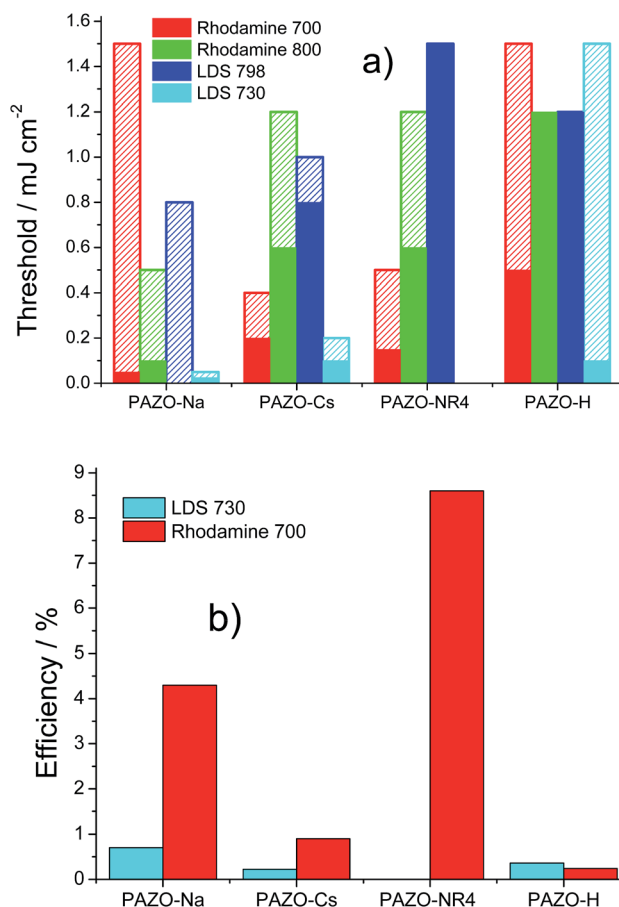 1.6
1.4
1.2
1.0
0.8
0.6
0.4
0.2
0.0
Threshold / mJ cm⁻²
Rhodamine 700
Rhodamine 800
LDS 798
LDS 730
a)
PAZO-Na PAZO-Cs PAZO-NR4 PAZO-H
9
8
7
6
5
4
3
2
1
0
Efficiency / %
LDS 730
Rhodamine 700
b)
PAZO-Na PAZO-Cs PAZO-NR4 PAZO-H